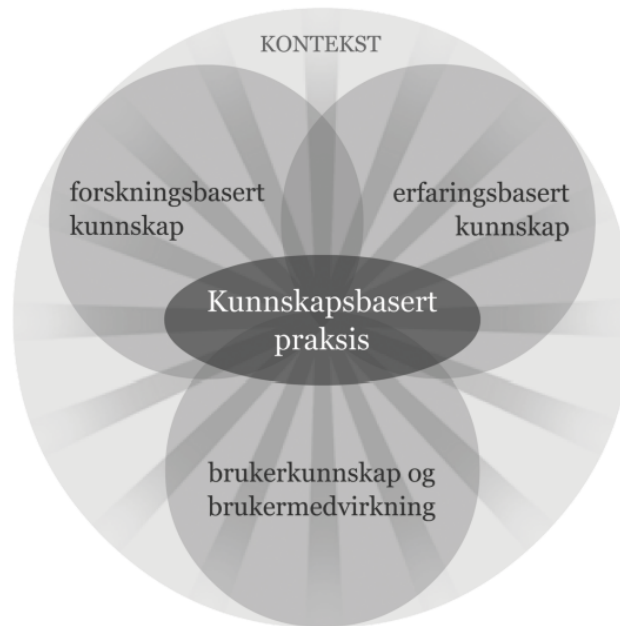 KONTEKST
forskningsbasert
kunnskap
erfaringsbasert
kunnskap
Kunnskapsbasert
praksis
brukerkunnskap og
brukermedvirkning